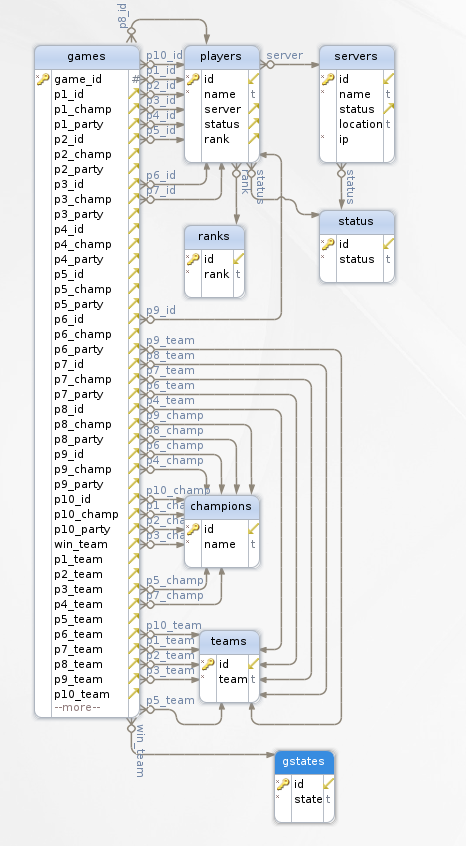 p8_id
games
game_id #
p1_id
p1_champ
p1_party
p2_id
p2_champ
p2_party
p3_id
p3_champ
p3_party
p4_id
p4_champ
p4_party
p5_id
p5_champ
p5_party
p6_id
p6_champ
p6_party
p7_id
p7_champ
p7_party
p8_id
p8_champ
p8_party
p9_id
p9_champ
p9_party
p10_id
p10_champ
p10_party
win_team
p1_team
p2_team
p3_team
p4_team
p5_team
p6_team
p7_team
p8_team
p9_team
p10_team
--more--
p10_id
p1_id
p2_id
p3_id
p4_id
p5_id
p6_id
p7_id
players
id
name t
server
status
rank
server
servers
id
name t
status
location t
ip
rank
status
status
status
id
status t
ranks
id
rank t
p9_id
p9_team
p8_team
p7_team
p6_team
p4_team
p9_champ
p8_champ
p6_champ
p4_champ
p10_champ
p1_cha
p2_cha
p3_cha
champions
id
name t
p5_champ
p7_champ
p10_team
p1_team
p2_team
p3_team
teams
id
team t
p5_team
win_team
gstates
id
state t